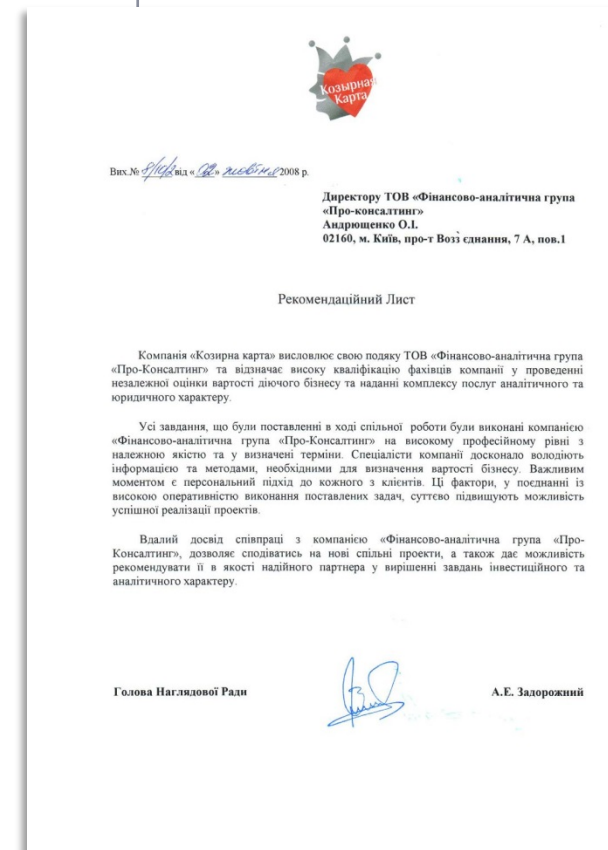 Козырная
Карта
Вих.№ 8/10/2 від « 02 » жовтня 2008 р.
Директору ТОВ «Фінансово-аналітична група
«Про-консалтинг»
Андрющенко О.І.
02160, м. Київ, про-т Возз єднання, 7 А, пов.1
Рекомендаційний Лист
Компанія «Козирна карта» висловлює свою подяку ТОВ «Фінансово-аналітична група
«Про-Консалтинг» та відзначає високу кваліфікацію фахівців компанії у проведенні
незалежної оцінки вартості діючого бізнесу та наданні комплексу послуг аналітичного та
юридичного характеру.
Усі завдання, що були поставленні в ході спільної роботи були виконані компанією
«Фінансово-аналітична група «Про-Консалтинг» на високому професійному рівні з
належною якістю та у визначені терміни. Спеціалісти компанії досконало володіють
інформацією та методами, необхідними для визначення вартості бізнесу. Важливим
моментом є персональний підхід до кожного з клієнтів. Ці фактори, у поєднанні із
високою оперативністю виконання поставлених задач, суттєво підвищують можливість
успішної реалізації проектів.
Вдалий досвід співпраці з компанією «Фінансово-аналітична група «Про-
Консалтинг», дозволяє сподіватись на нові спільні проекти, а також дає можливість
рекомендувати її в якості надійного партнера у вирішенні завдань інвестиційного та
аналітичного характеру.
Голова Наглядової Ради
А.Е. Задорожний